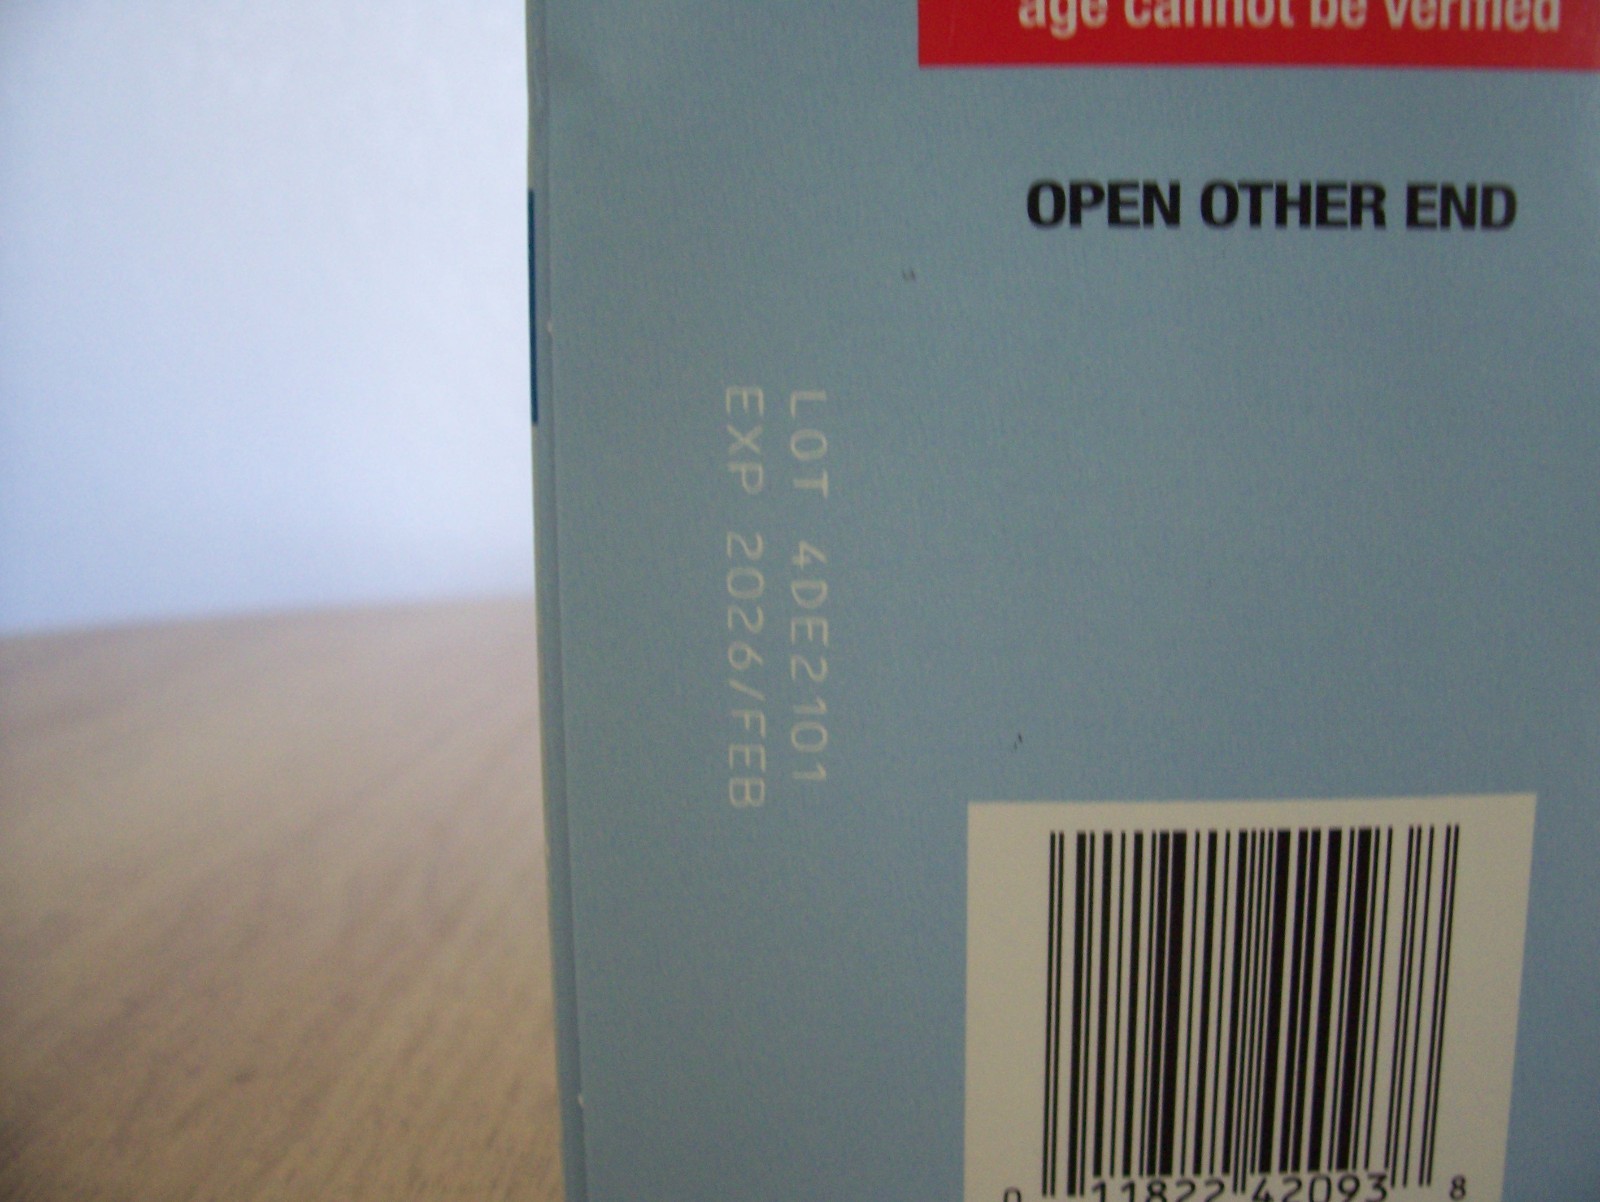 age cannot be verified
OPEN OTHER END
LOT 4DE2101
EXP 2026/FEB
0 11822 42093 8